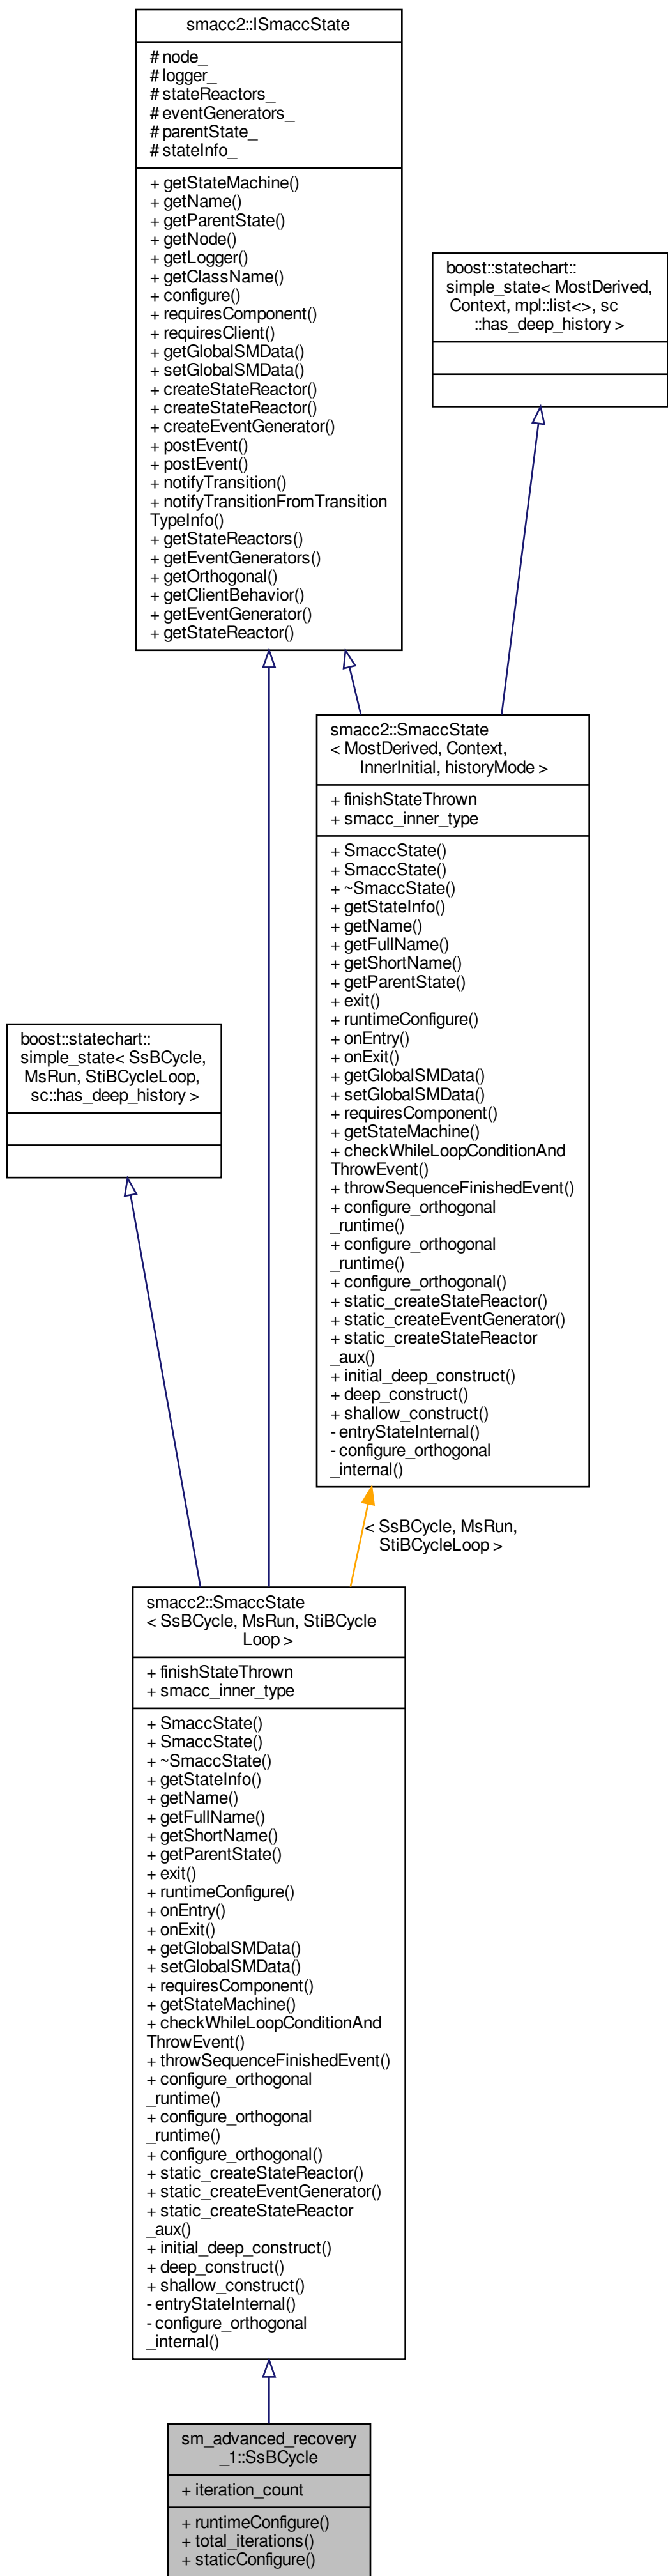 smacc2::ISmaccState
# node_
# logger_
# stateReactors_
# eventGenerators_
# parentState_
# stateInfo_
+ getStateMachine()
+ getName()
+ getParentState()
+ getNode()
+ getLogger()
+ getClassName()
+ configure()
+ requiresComponent()
+ requiresClient()
+ getGlobalSMData()
+ setGlobalSMData()
+ createStateReactor()
+ createStateReactor()
+ createEventGenerator()
+ postEvent()
+ postEvent()
+ notifyTransition()
+ notifyTransitionFromTransition
TypeInfo()
+ getStateReactors()
+ getEventGenerators()
+ getOrthogonal()
+ getClientBehavior()
+ getEventGenerator()
+ getStateReactor()
boost::statechart::
simple_state< MostDerived,
Context, mpl::list<>, sc
::has_deep_history >
smacc2::SmaccState
< MostDerived, Context,
InnerInitial, historyMode >
+ finishStateThrown
+ smacc_inner_type
+ SmaccState()
+ SmaccState()
+ ~SmaccState()
+ getStateInfo()
+ getName()
+ getFullName()
+ getShortName()
+ getParentState()
+ exit()
+ runtimeConfigure()
+ onEntry()
+ onExit()
+ getGlobalSMData()
+ setGlobalSMData()
+ requiresComponent()
+ getStateMachine()
+ checkWhileLoopConditionAnd
ThrowEvent()
+ throwSequenceFinishedEvent()
+ configure_orthogonal
_runtime()
+ configure_orthogonal
_runtime()
+ configure_orthogonal()
+ static_createStateReactor()
+ static_createEventGenerator()
+ static_createStateReactor
_aux()
+ initial_deep_construct()
+ deep_construct()
+ shallow_construct()
- entryStateInternal()
- configure_orthogonal
_internal()
boost::statechart::
simple_state< SsBCycle,
MsRun, StiBCycleLoop,
sc::has_deep_history >
< SsBCycle, MsRun,
StiBCycleLoop >
smacc2::SmaccState
< SsBCycle, MsRun, StiBCycle
Loop >
+ finishStateThrown
+ smacc_inner_type
+ SmaccState()
+ SmaccState()
+ ~SmaccState()
+ getStateInfo()
+ getName()
+ getFullName()
+ getShortName()
+ getParentState()
+ exit()
+ runtimeConfigure()
+ onEntry()
+ onExit()
+ getGlobalSMData()
+ setGlobalSMData()
+ requiresComponent()
+ getStateMachine()
+ checkWhileLoopConditionAnd
ThrowEvent()
+ throwSequenceFinishedEvent()
+ configure_orthogonal
_runtime()
+ configure_orthogonal
_runtime()
+ configure_orthogonal()
+ static_createStateReactor()
+ static_createEventGenerator()
+ static_createStateReactor
_aux()
+ initial_deep_construct()
+ deep_construct()
+ shallow_construct()
- entryStateInternal()
- configure_orthogonal
_internal()
sm_advanced_recovery
_1::SsBCycle
+ iteration_count
+ runtimeConfigure()
+ total_iterations()
+ staticConfigure()